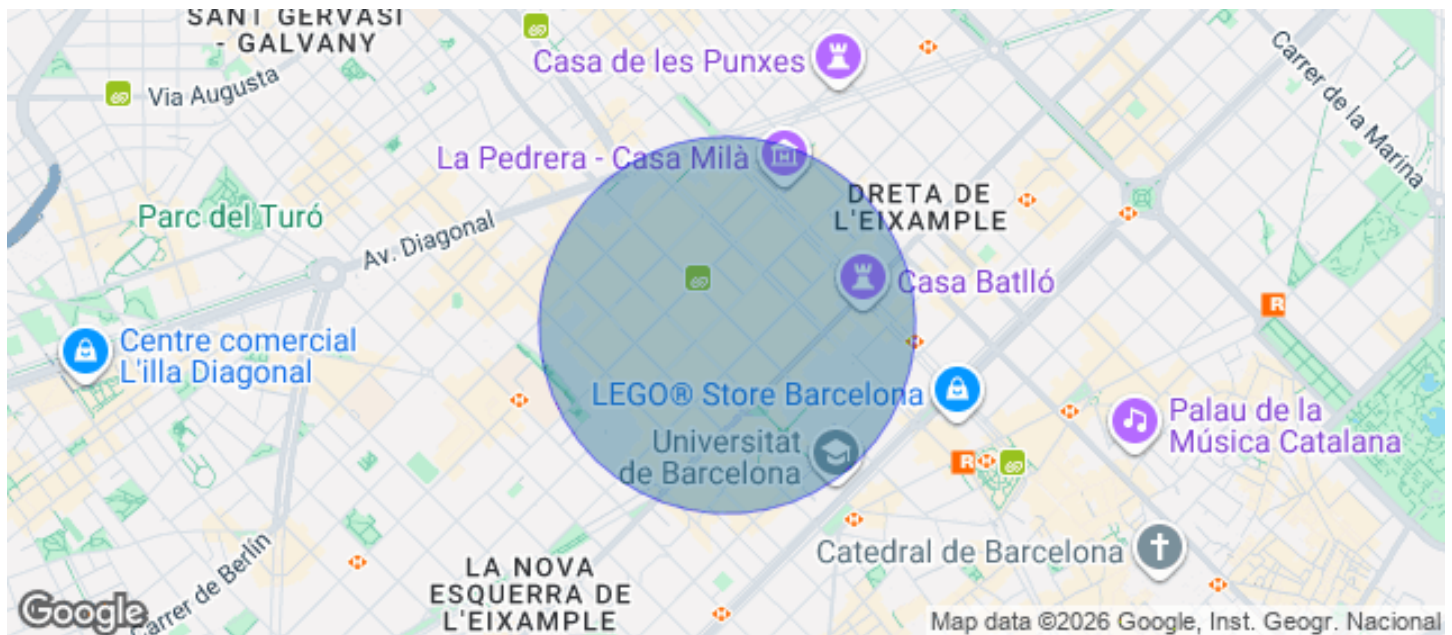 SANT GERVASI
- GALVANY
Casa de les Punxes
Via Augusta
Carrer de la Marina
La Pedrera - Casa Milà
DRETA DE
L'EIXAMPLE
Parc del Turó
Av. Diagonal
Casa Batlló
R
Centre comercial
L'illa Diagonal
LEGO® Store Barcelona
Universitat
de Barcelona
Palau de la
Música Catalana
R
Catedral de Barcelona
Carrer de Berlín
LA NOVA
ESQUERRA DE
L'EIXAMPLE
Google
Map data ©2026 Google, Inst. Geogr. Nacional